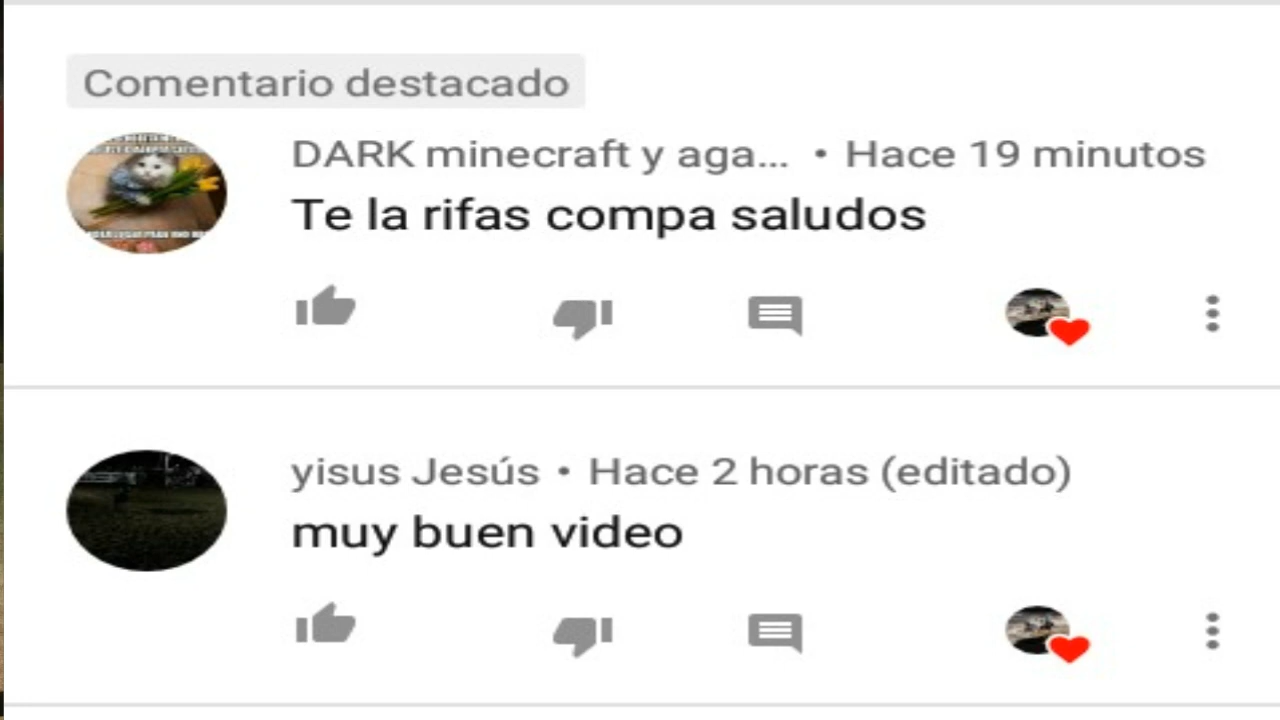 Comentario destacado
DARK minecraft y aga... • Hace 19 minutos
Te la rifas compa saludos
yisus Jesús • Hace 2 horas (editado)
muy buen video